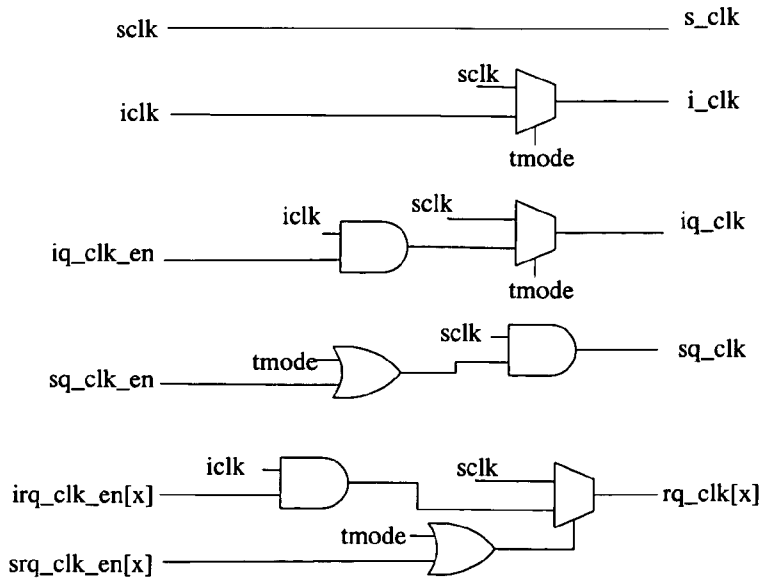 sclk s_clk
sclk
iclk i_clk
tmode
iclk sclk iq_clk
iq_clk_en
tmode
sclk sq_clk
tmode
sq_clk_en
iclk sclk
irq_clk_en[x] rq_clk[x]
tmode
srq_clk_en[x]